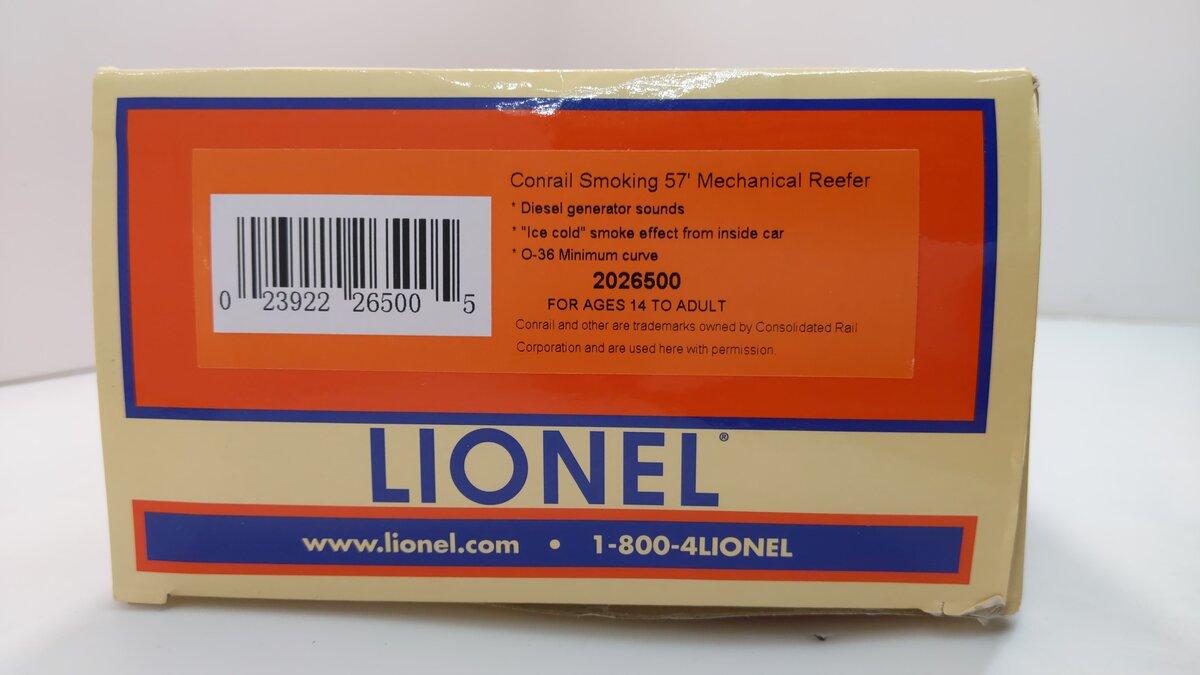 Conrail Smoking 57' Mechanical Reefer
* Diesel generator sounds
* "Ice cold" smoke effect from inside car
* O-36 Minimum curve
2026500
FOR AGES 14 TO ADULT
Conrail and other are trademarks owned by Consolidated Rail
Corporation and are used here with permission.
0 23922 26500 5
LIONEL®
www.lionel.com • 1-800-4LIONEL